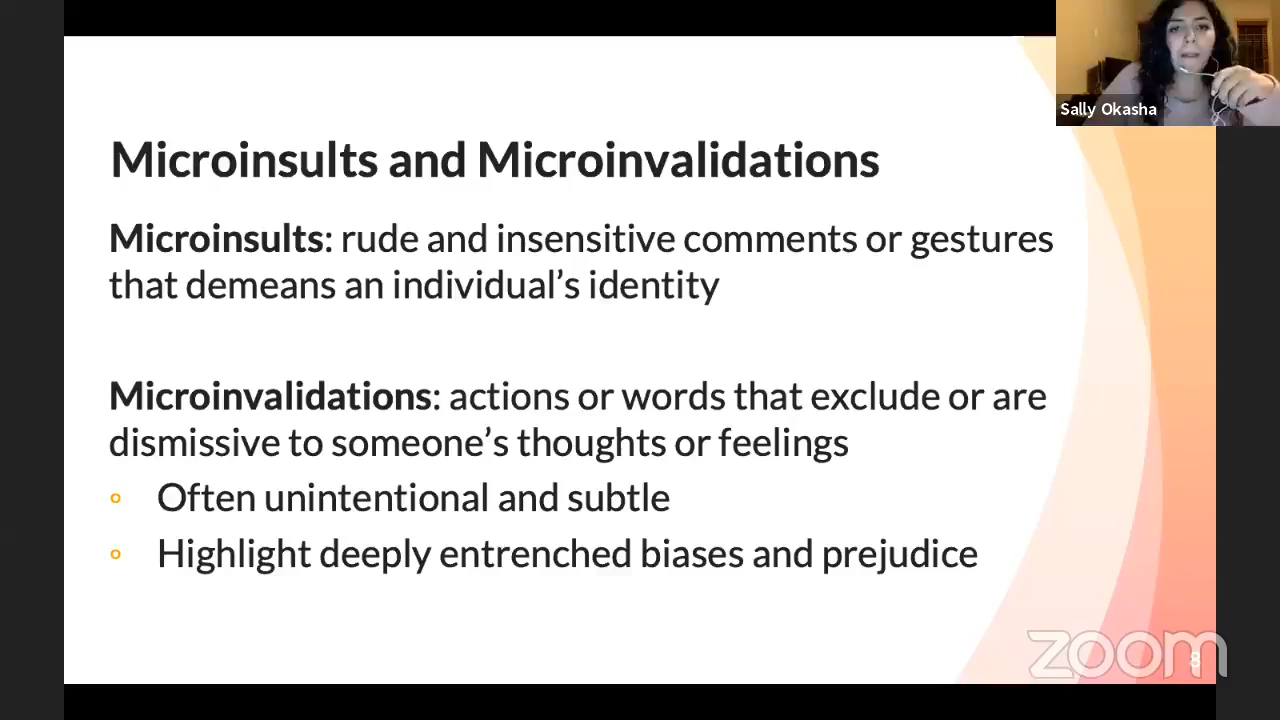 Sally Okasha
Microinsults and Microinvalidations
Microinsults: rude and insensitive comments or gestures
that demeans an individual’s identity
Microinvalidations: actions or words that exclude or are
dismissive to someone’s thoughts or feelings
Often unintentional and subtle
Highlight deeply entrenched biases and prejudice
zoom
8